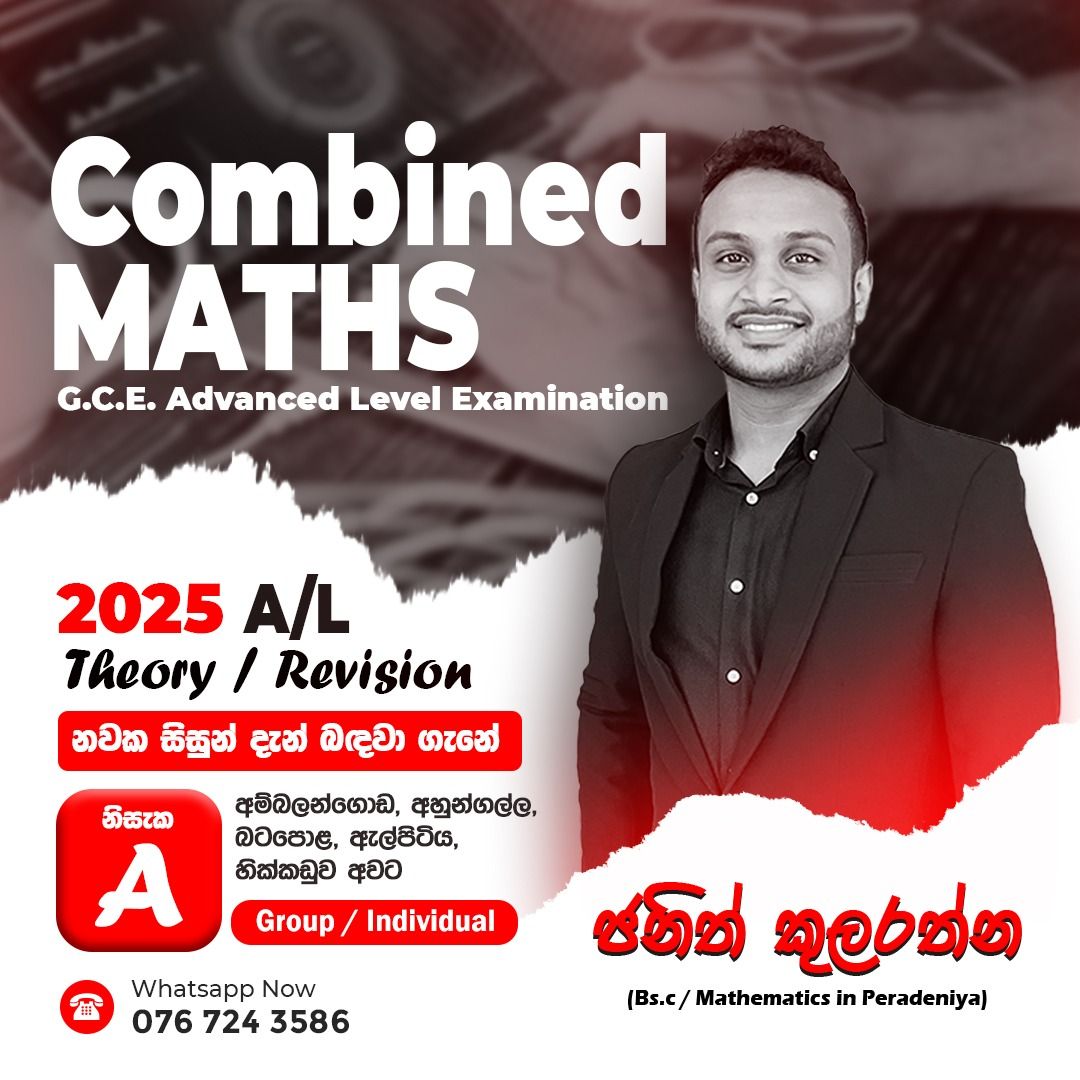 Combined
MATHS
G.C.E. Advanced Level Examination
2025 A/L
Theory / Revision
නවක සිසුන් දැන් බඳවා ගැනේ
නිසැක
A
අම්බලන්ගොඩ, අහුන්ගල්ල,
බටපොළ, ඇල්පිටිය,
හික්කඩුව අවට
Group / Individual
Whatsapp Now
076 724 3586
ජනිත් කුලරත්න
(Bs.c / Mathematics in Peradeniya)